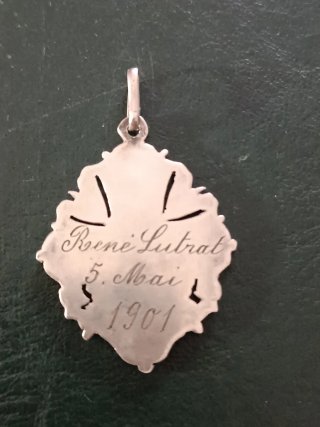 René Lutrat
5. Mai
1901